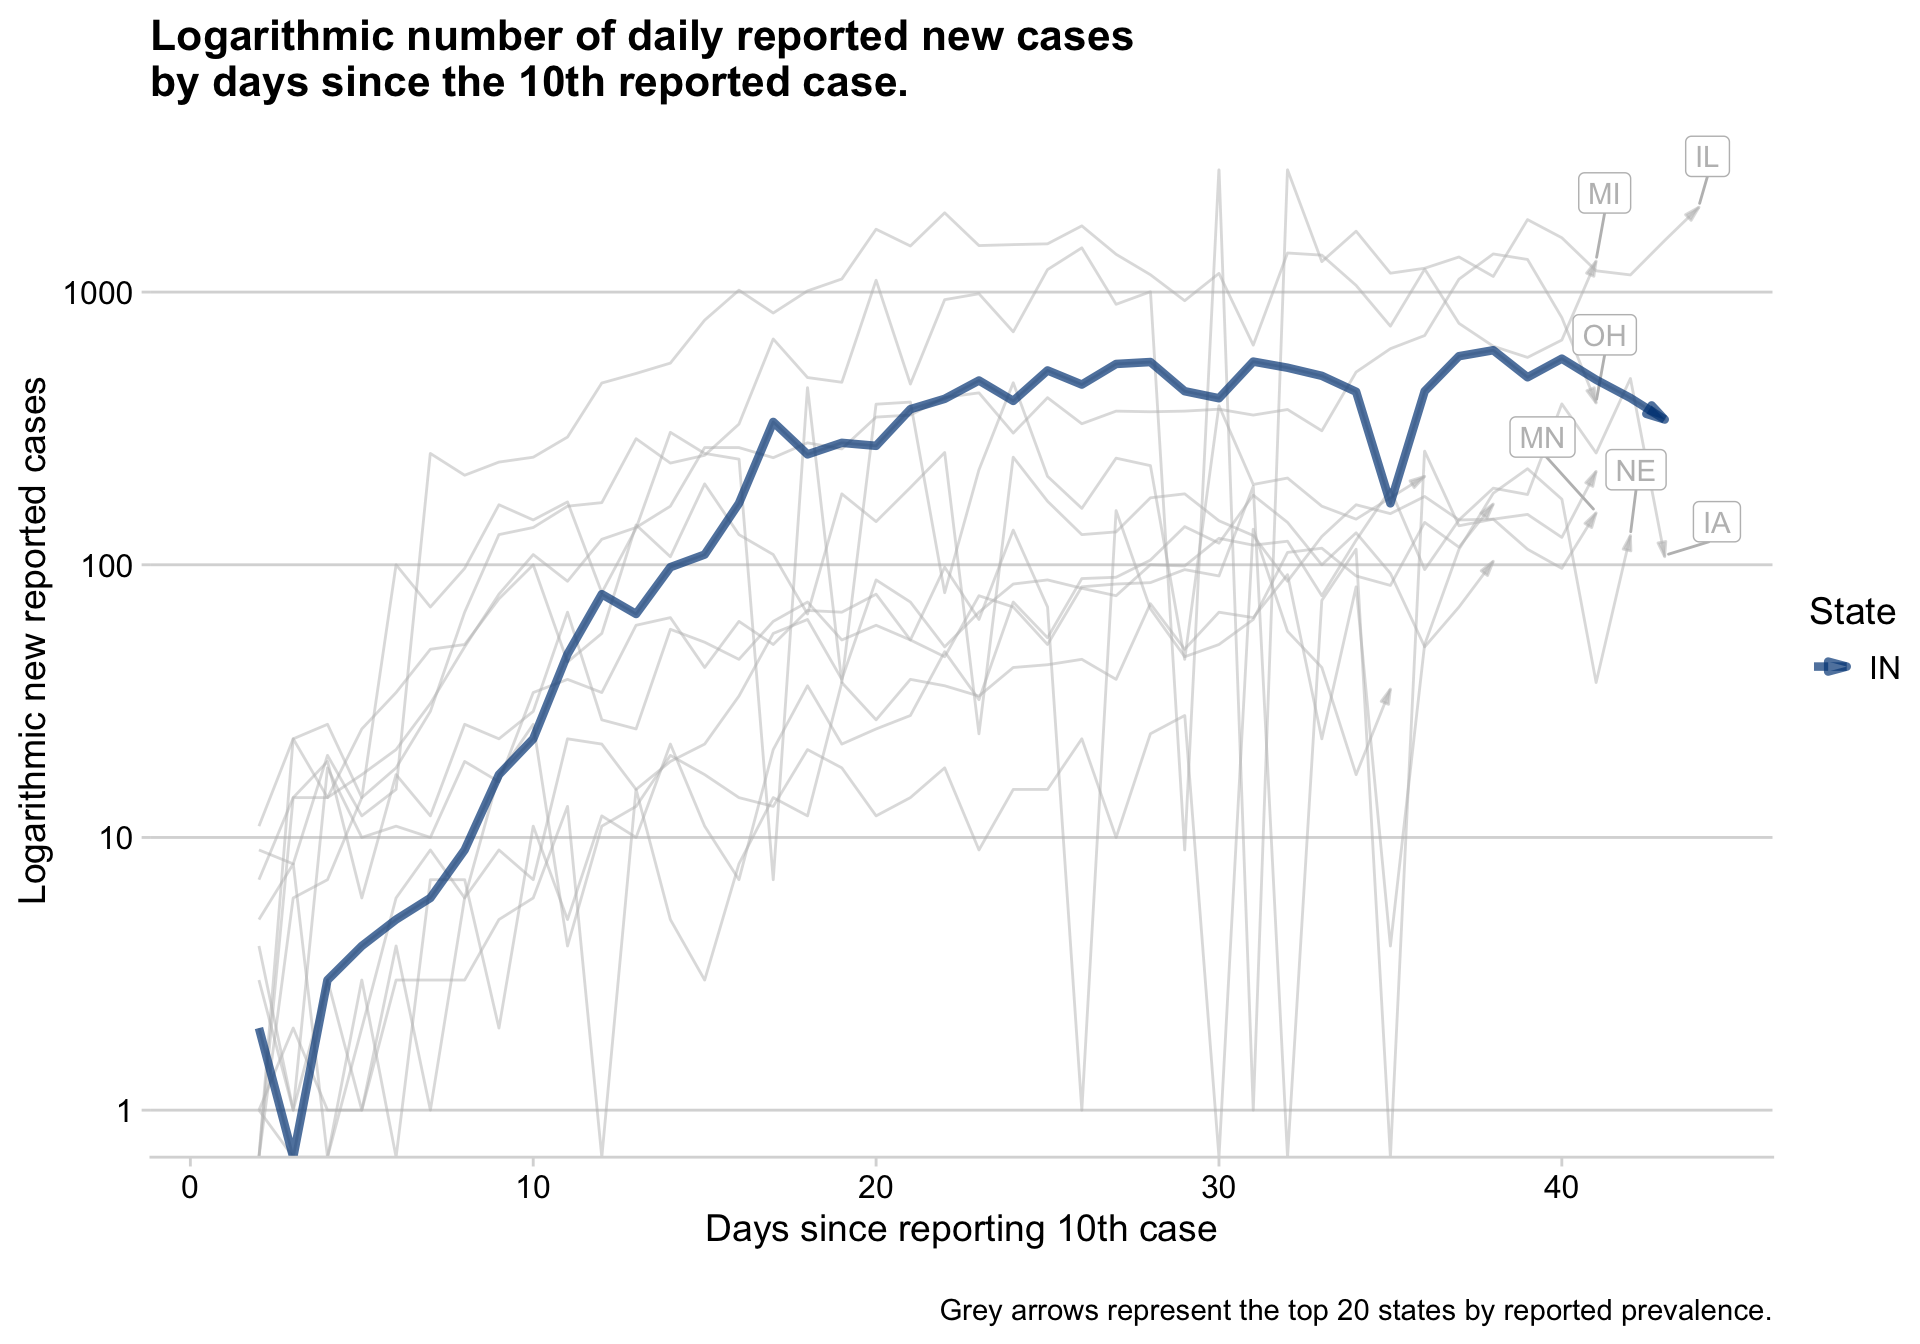 Logarithmic number of daily reported new cases
by days since the 10th reported case.
IL
MI
1000
OH
MN
NE
IA
100
10
1
Logarithmic new reported cases
State
IN
0 10 20 30 40
Days since reporting 10th case
Grey arrows represent the top 20 states by reported prevalence.